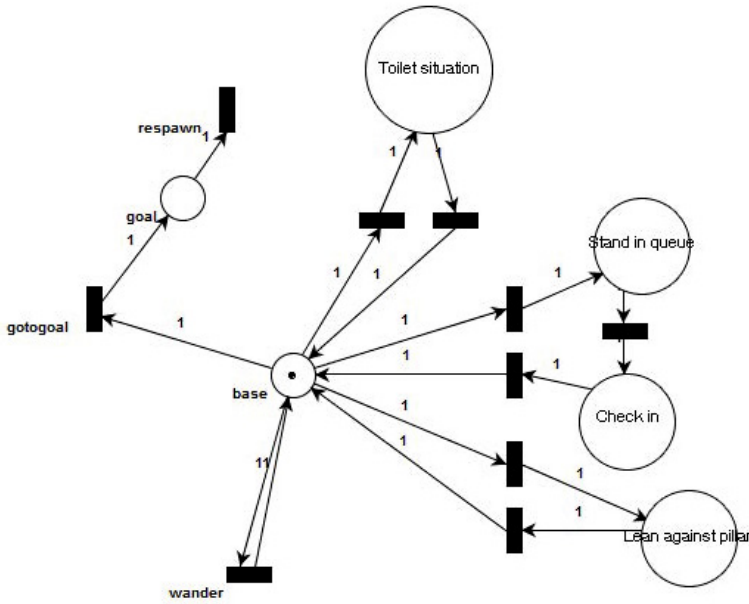 Toilet situation
respawn
1
1
1
goal
Stand in queue
1
1
1
1
gotogoal
1
1
1
1
base
1
Check in
1
1
11
1
1
Lean against pillar
wander